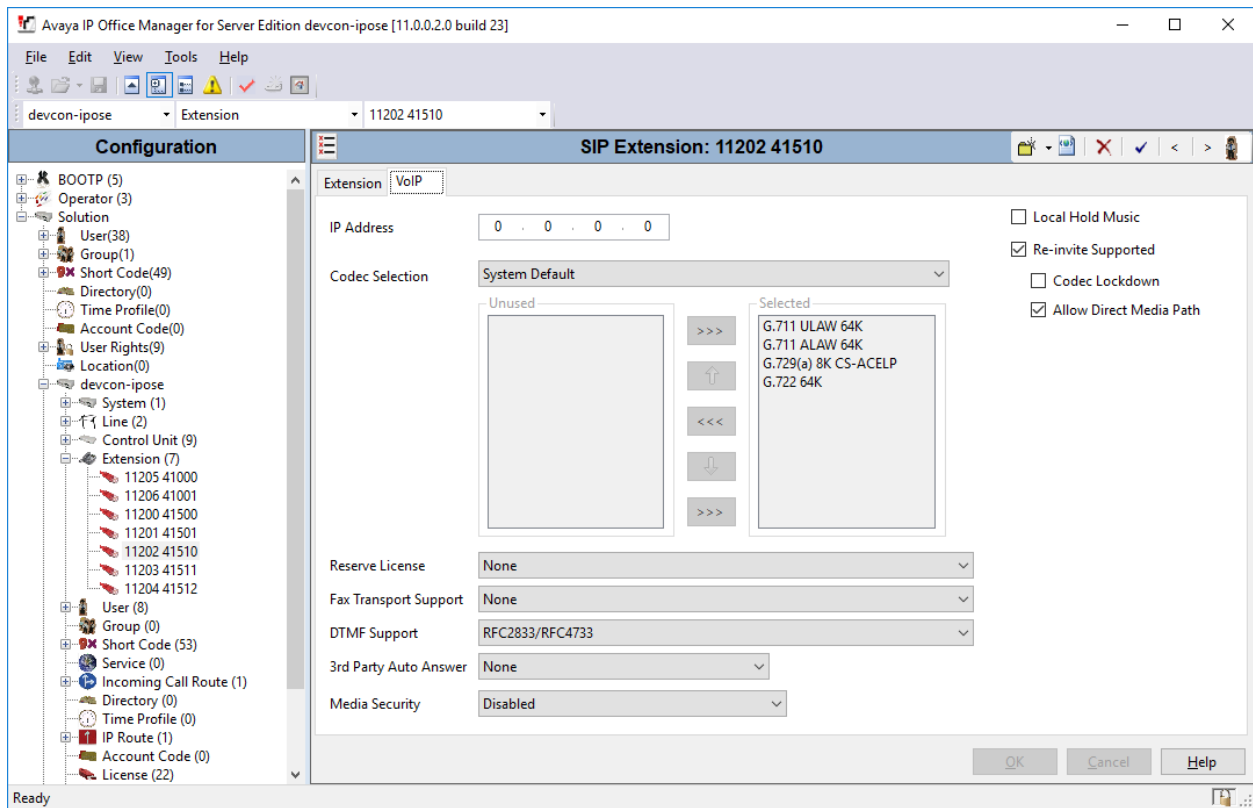 Avaya IP Office Manager for Server Edition devcon-ipose [11.0.0.2.0 build 23]
File Edit View Tools Help
devcon-ipose Extension 11202 41510
Configuration
BOOTP (5)
Operator (3)
Solution
User(38)
Group(1)
Short Code(49)
Directory(0)
Time Profile(0)
Account Code(0)
User Rights(9)
Location(0)
devcon-ipose
System (1)
Line (2)
Control Unit (9)
Extension (7)
11205 41000
11206 41001
11200 41500
11201 41501
11202 41510
11203 41511
11204 41512
User (8)
Group (0)
Short Code (53)
Service (0)
Incoming Call Route (1)
Directory (0)
Time Profile (0)
IP Route (1)
Account Code (0)
License (22)
SIP Extension: 11202 41510
Extension VoIP
IP Address 0 . 0 . 0 . 0
Codec Selection System Default
Unused
>>>
<<<
>>>
Selected
G.711 ULAW 64K
G.711 ALAW 64K
G.729(a) 8K CS-ACELP
G.722 64K
Reserve License None
Fax Transport Support None
DTMF Support RFC2833/RFC4733
3rd Party Auto Answer None
Media Security Disabled
Local Hold Music
Re-invite Supported
Codec Lockdown
Allow Direct Media Path
OK Cancel Help
Ready